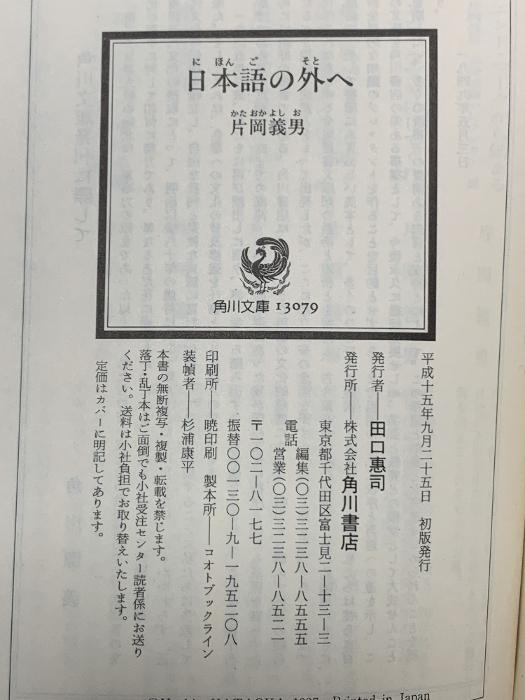 にほんご そと
日本語の外へ
かたおかよしお
片岡義男
角川文庫 13079
平成十五年九月二十五日 初版発行
発行者――田口惠司
発行所――株式会社角川書店
東京都千代田区富士見二―十三―三
電話 編集(〇三)三二三八―八五五五
営業(〇三)三二三八―八五二一
〒一〇二―八一七七
振替〇〇一三〇―九―一九五二〇八
印刷所――暁印刷 製本所――コオトブックライン
装幀者――杉浦康平
本書の無断複写・複製・転載を禁じます。
落丁・乱丁本はご面倒でも小社受注センター読者係にお送り
ください。送料は小社負担でお取り替えいたします。
定価はカバーに明記してあります。
KATAOKA 1997 Printed in Japan